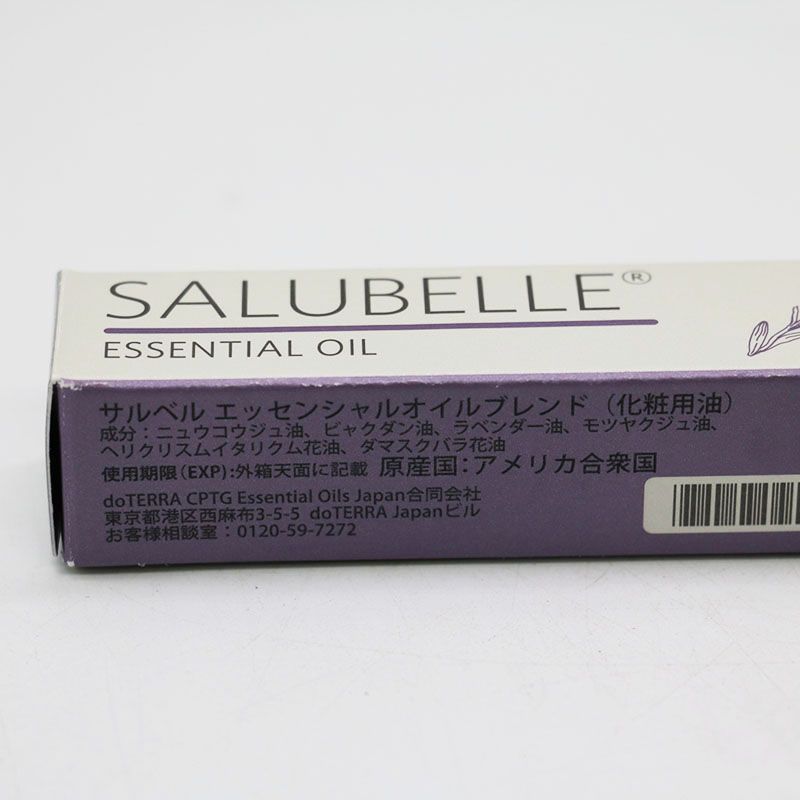 SALUBELLE®
ESSENTIAL OIL
サルベル エッセンシャルオイルブレンド（化粧用油）
成分：ニュウコウジュ油、ビャクダン油、ラベンダー油、モツヤクジュ油、
ヘリクリスムイタリクム花油、ダマスクバラ花油
使用期限(EXP):外箱天面に記載 原産国：アメリカ合衆国
doTERRA CPTG Essential Oils Japan合同会社
東京都港区西麻布3-5-5 doTERRA Japanビル
お客様相談室：0120-59-7272